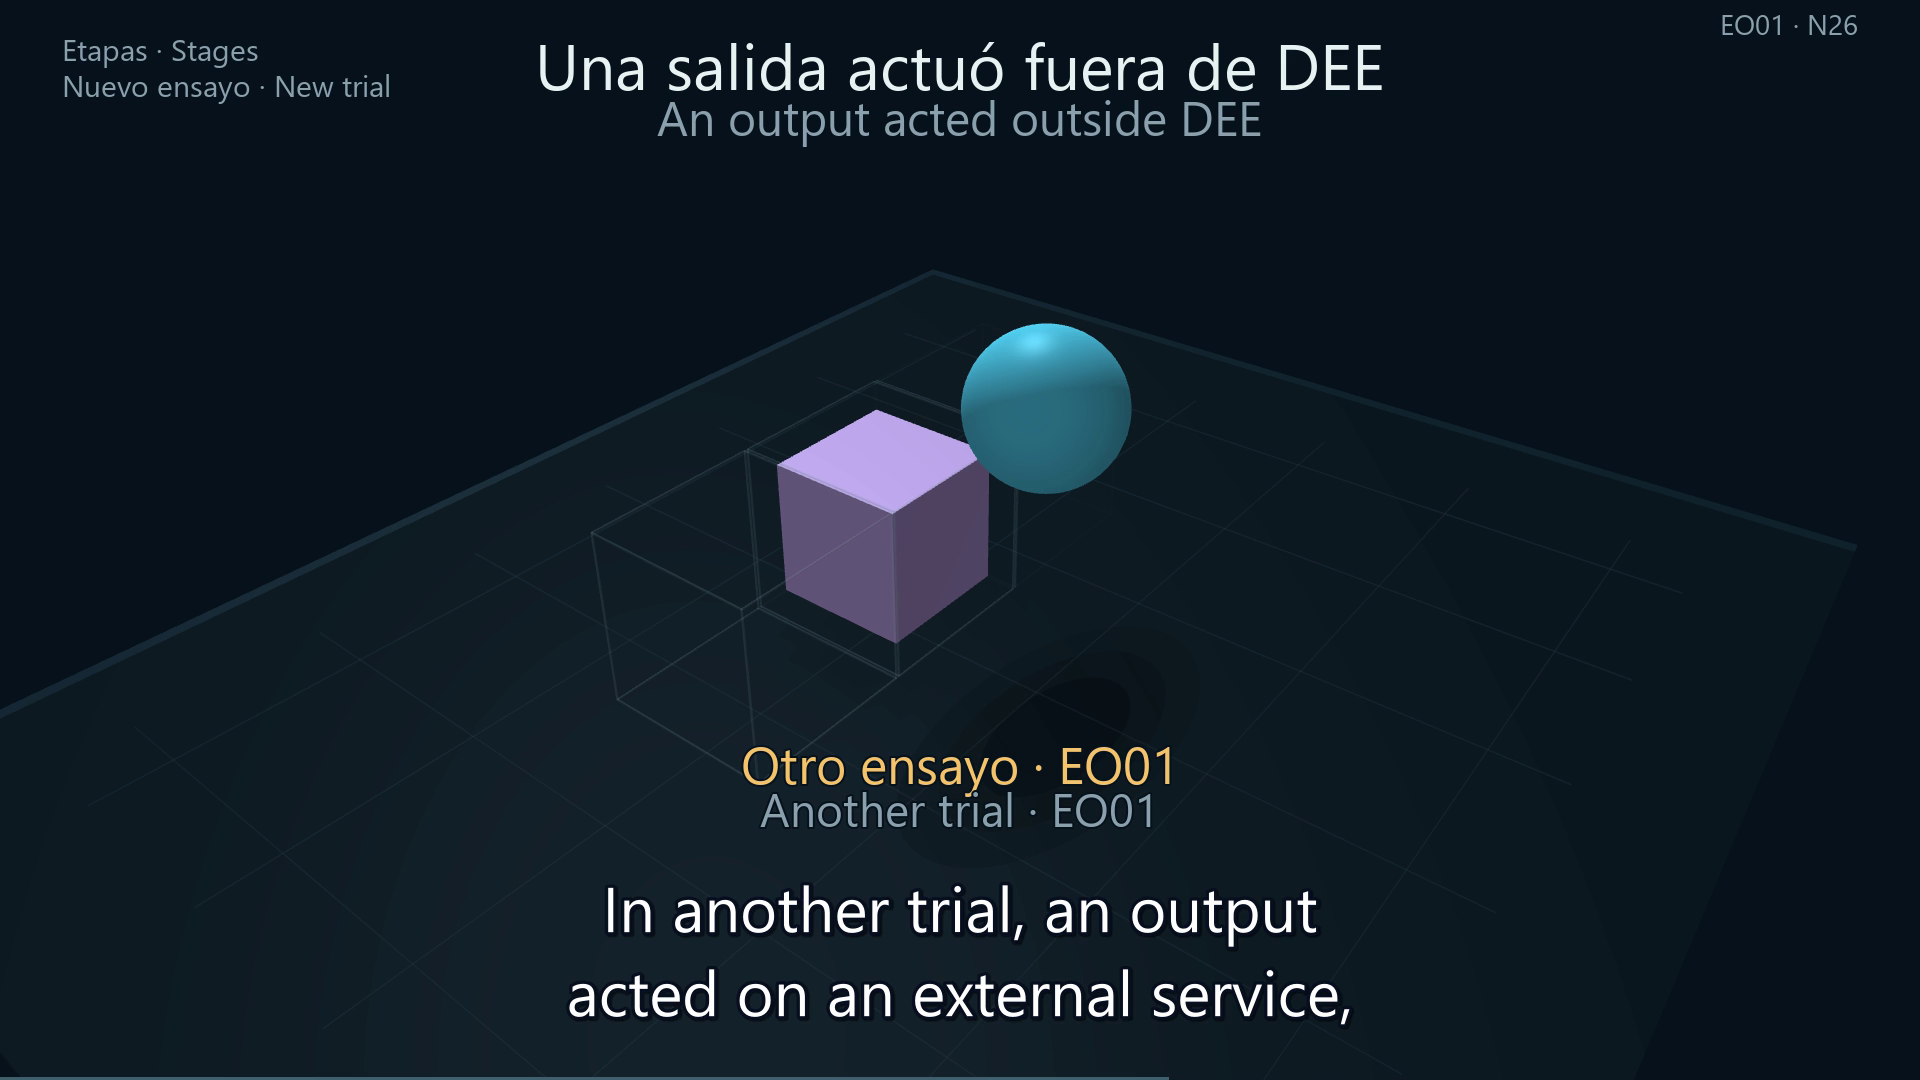 Etapas · Stages
Nuevo ensayo · New trial
Una salida actuó fuera de DEE
An output acted outside DEE
EO01 · N26
Otro ensayo · EO01
Another trial · EO01
In another trial, an output
acted on an external service,